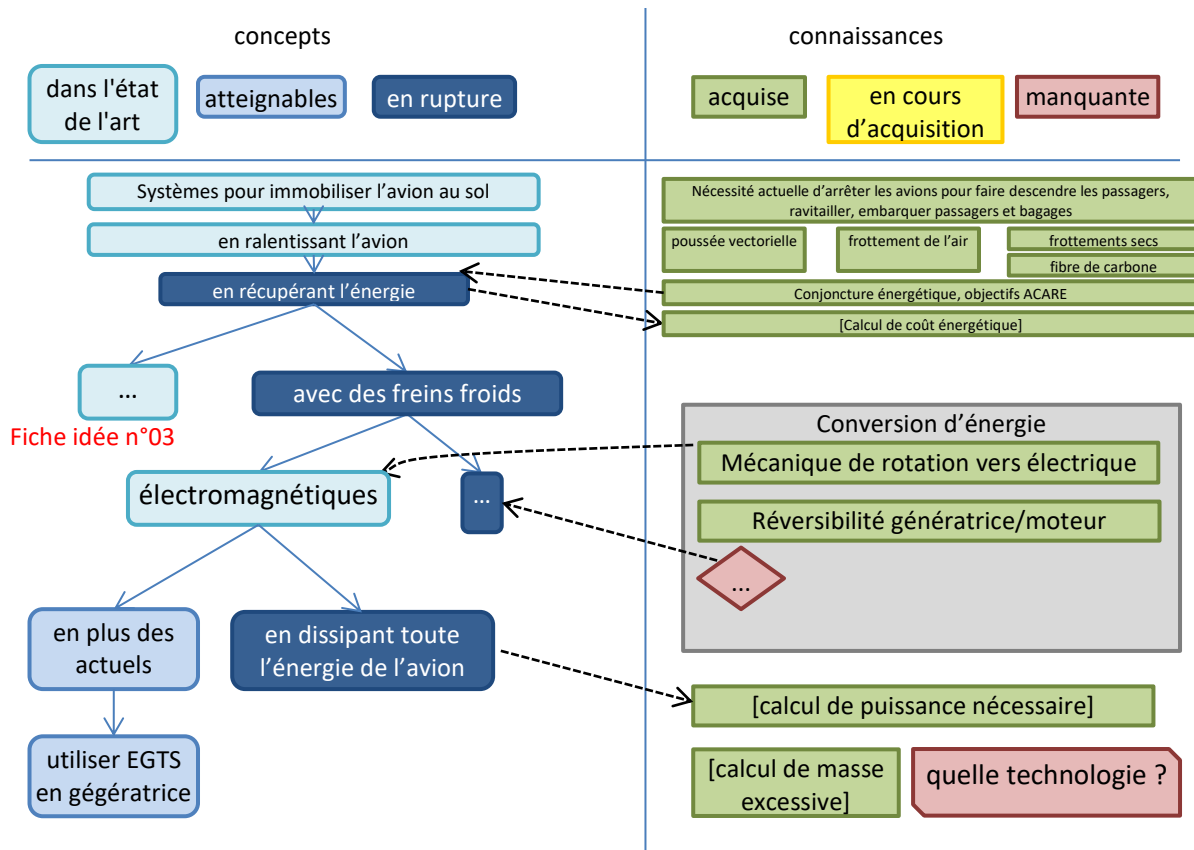 concepts
connaissances
dans l'état
de l'art
atteignables
en rupture
acquise
en cours
d’acquisition
manquante
Systèmes pour immobiliser l’avion au sol
en ralentissant l’avion
en récupérant l’énergie
...
avec des freins froids
Fiche idée n°03
électromagnétiques
...
en plus des
actuels
en dissipant toute
l’énergie de l’avion
utiliser EGTS
en gégératrice
Nécessité actuelle d’arrêter les avions pour faire descendre les passagers,
ravitailler, embarquer passagers et bagages
poussée vectorielle
frottement de l’air
frottements secs
fibre de carbone
Conjoncture énergétique, objectifs ACARE
[Calcul de coût énergétique]
Conversion d’énergie
Mécanique de rotation vers électrique
Réversibilité génératrice/moteur
...
[calcul de puissance nécessaire]
[calcul de masse
excessive]
quelle technologie ?